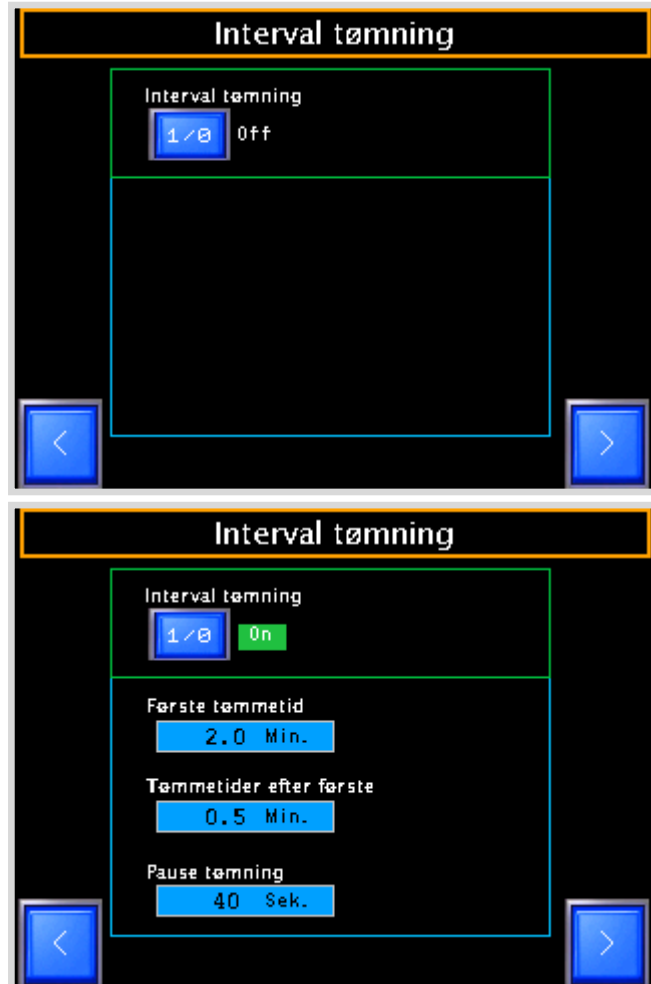 Interval tømning
Interval tømning
1/0 Off
< >
Interval tømning
Interval tømning
1/0 On
Første tømmetid
2.0 Min.
Tømmetider efter første
0.5 Min.
Pause tømning
40 Sek.
< >